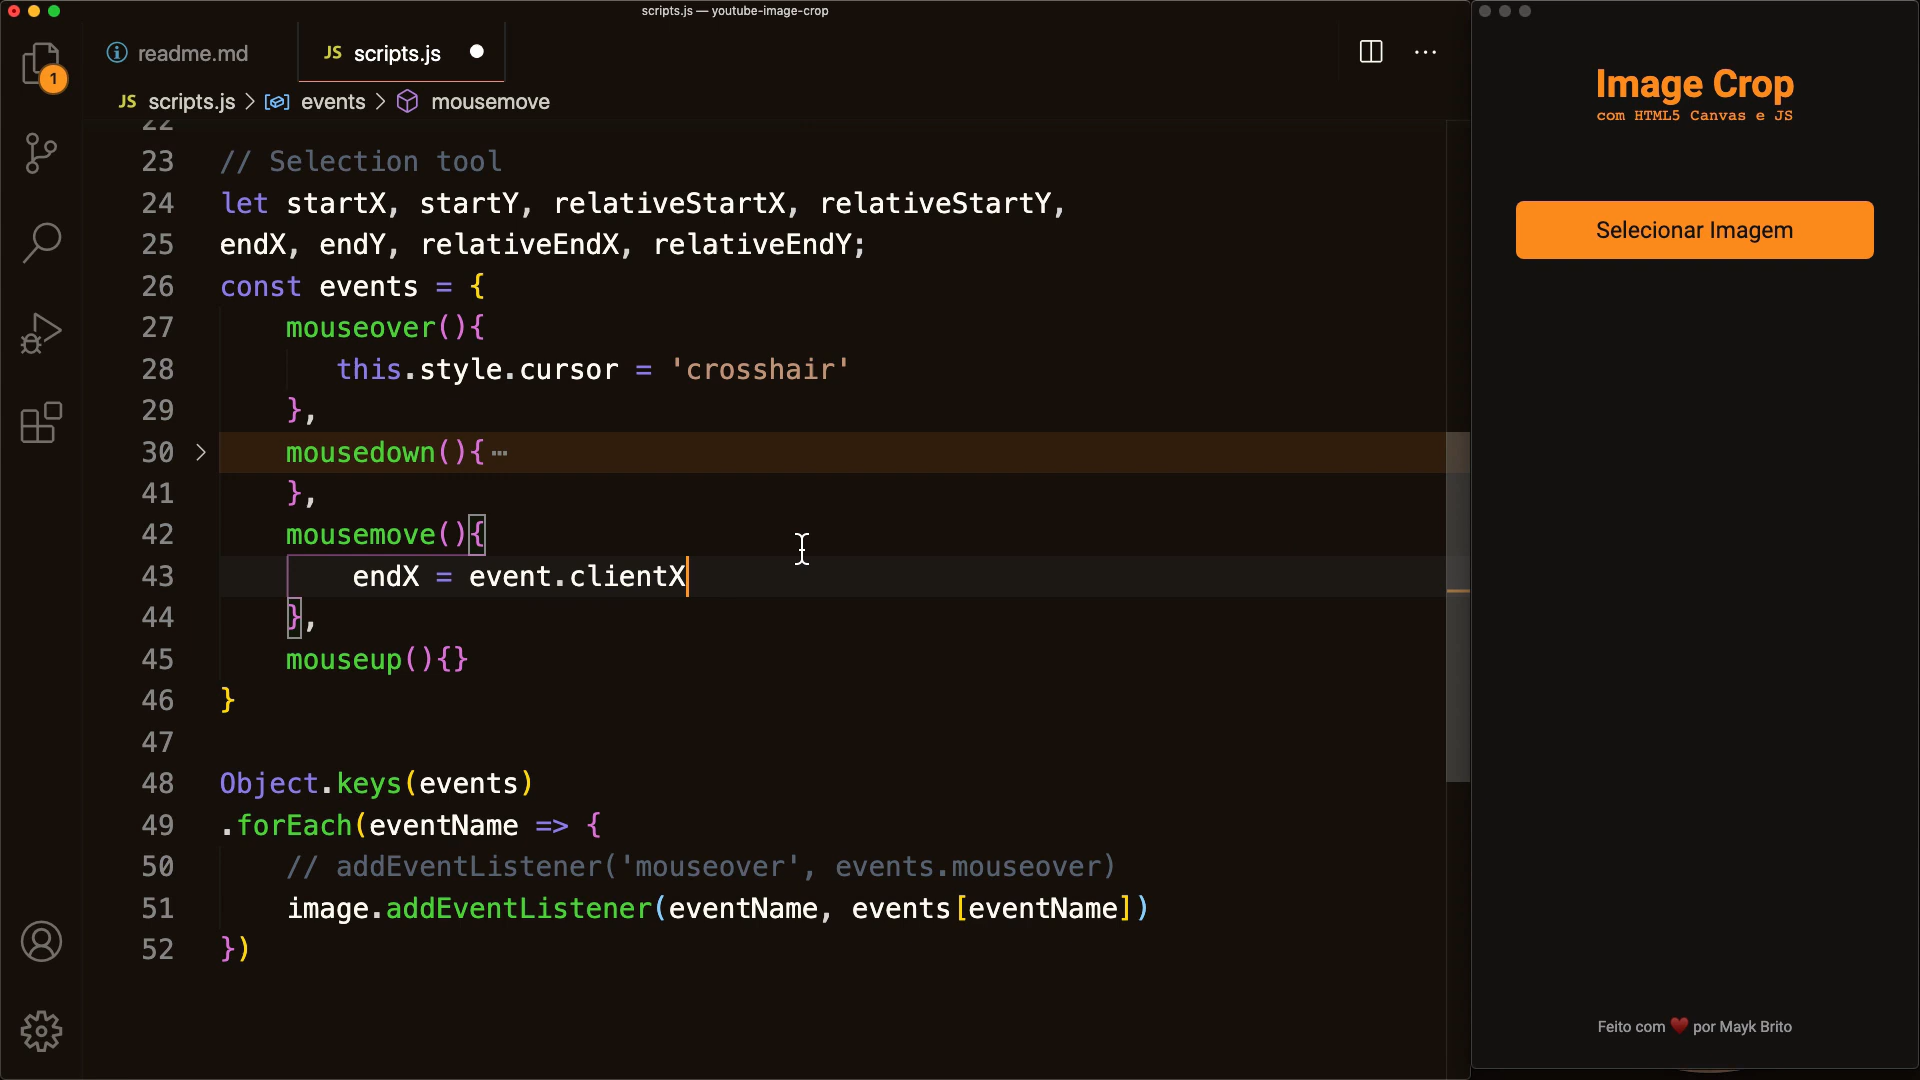 scripts.js — youtube-image-crop
1
readme.md
JS scripts.js
JS scripts.js > events > mousemove
22
23 // Selection tool
24 let startX, startY, relativeStartX, relativeStartY,
25 endX, endY, relativeEndX, relativeEndY;
26 const events = {
27 mouseover(){
28 this.style.cursor = 'crosshair'
29 },
30 mousedown(){ ⋯
41 },
42 mousemove(){
43 endX = event.clientX
44 },
45 mouseup(){}
46 }
47
48 Object.keys(events)
49 .forEach(eventName => {
50 // addEventListener('mouseover', events.mouseover)
51 image.addEventListener(eventName, events[eventName])
52 })
Image Crop
com HTML5 Canvas e JS
Selecionar Imagem
Feito com ❤️ por Mayk Brito